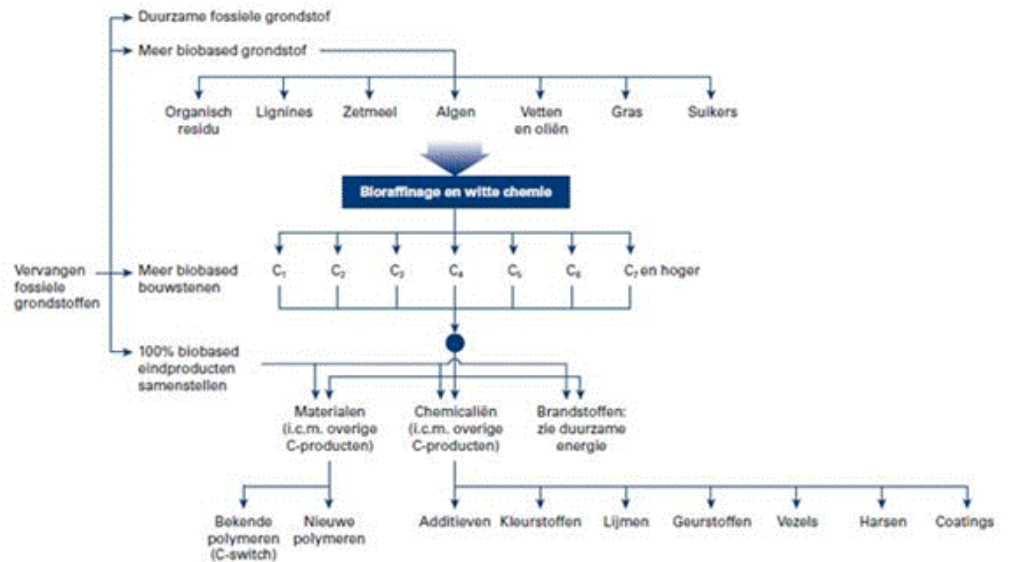 Duurzame fossiele grondstof
Meer biobased grondstof
Organisch
residu
Lignines
Zetmeel
Algen
Vetten
en oliën
Gras
Suikers
Bioraffinage en witte chemie
Vervangen
fossiele
grondstoffen
Meer biobased
bouwstenen
C₁
C₂
C₃
C₄
C₅
C₆
C₇ en hoger
100% biobased
eindproducten
samenstellen
Materialen
(i.c.m. overige
C-producten)
Chemicaliën
(i.c.m. overige
C-producten)
Brandstoffen:
zie duurzame
energie
Bekende
polymeren
(C-switch)
Nieuwe
polymeren
Additieven
Kleurstoffen
Lijmen
Geurstoffen
Vezels
Harsen
Coatings